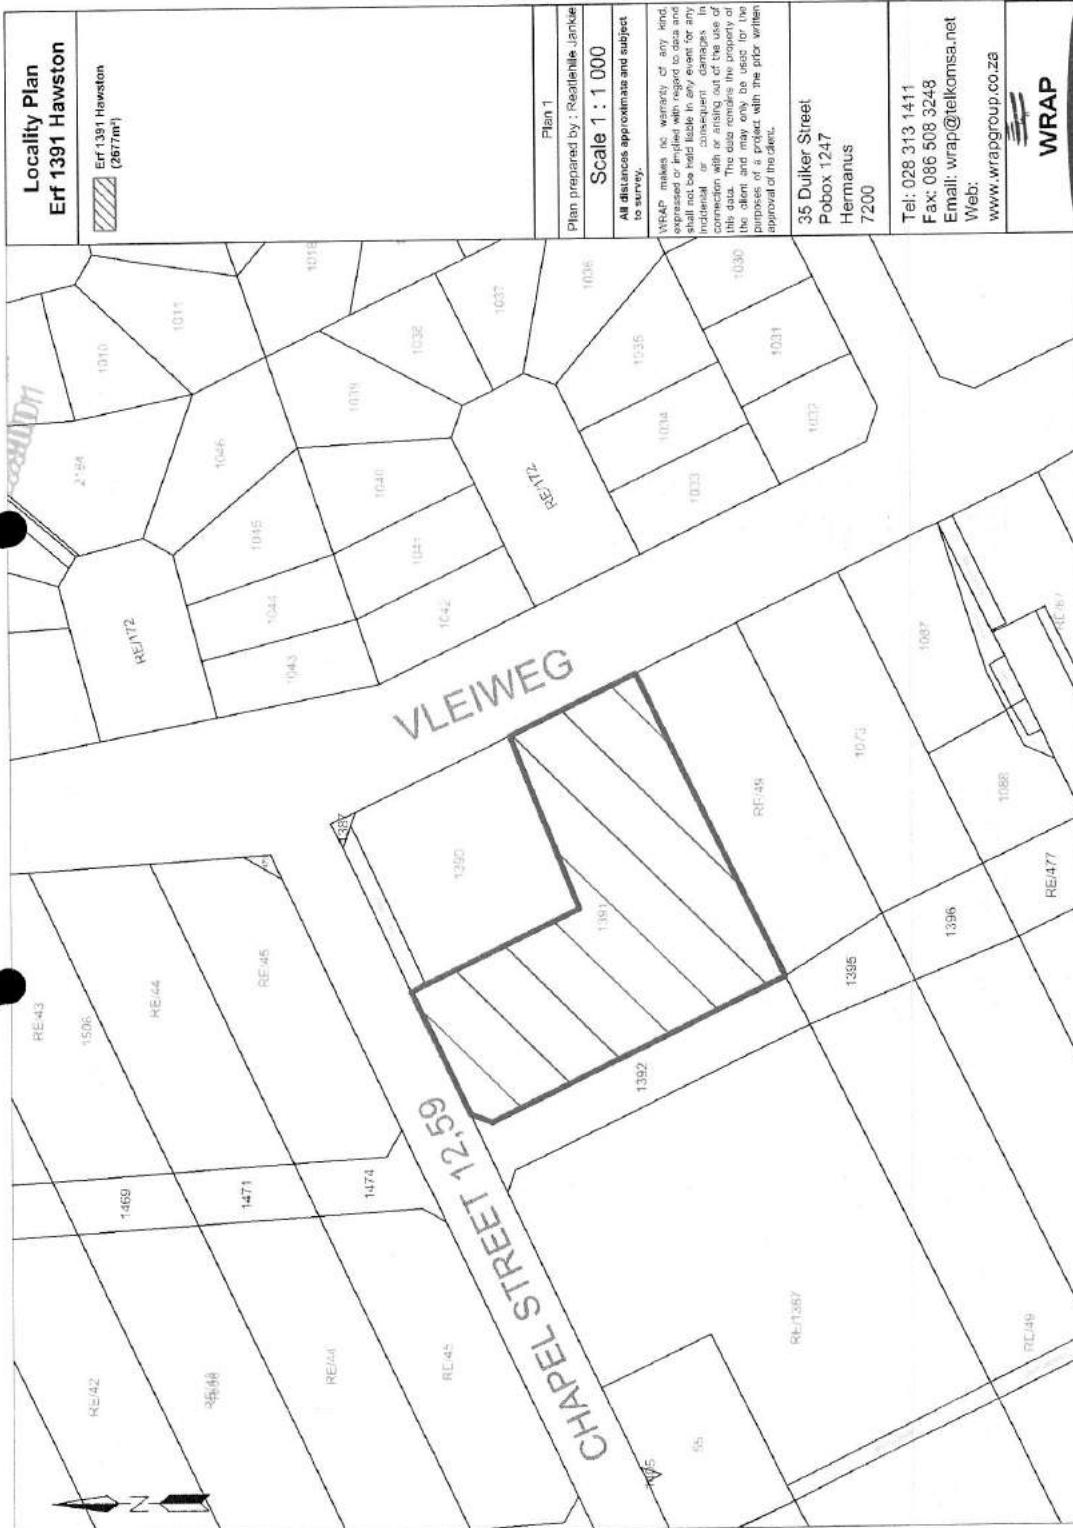 Locality Plan
Erf 1391 Hawston
Erf 1391 Hawston
(2677m²)
Plan 1
Plan prepared by : Reatlehile Jankie
Scale 1 : 1 000
All distances approximate and subject
to survey.
WRAP makes no warranty of any kind,
expressed or implied with regard to data and
shall not be held liable in any event for any
incidental or consequent damages in
connection with or arising out of the use of
this data. The data remains the property of
the client and may only be used for the
purposes of a project with the prior written
approval of the client.
35 Duiker Street
Pobox 1247
Hermanus
7200
Tel: 028 313 1411
Fax: 086 508 3248
Email: wrap@telkomsa.net
Web:
www.wrapgroup.co.za
WRAP
VLEIWEG
CHAPEL STREET 12,59
N
RE/42
RE/43
RE/44
RE/44
RE/45
RE/45
1506
1469
1471
1474
1387
1390
1391
1392
1395
1396
RE/477
RE/49
1073
1087
1088
RE/67
RE/1387
RE/49
55
RE/172
RE/172
2184
1010
1011
1018
1046
1045
1044
1043
1039
1040
1041
1042
1038
1037
1036
1035
1034
1033
1030
1031
1032